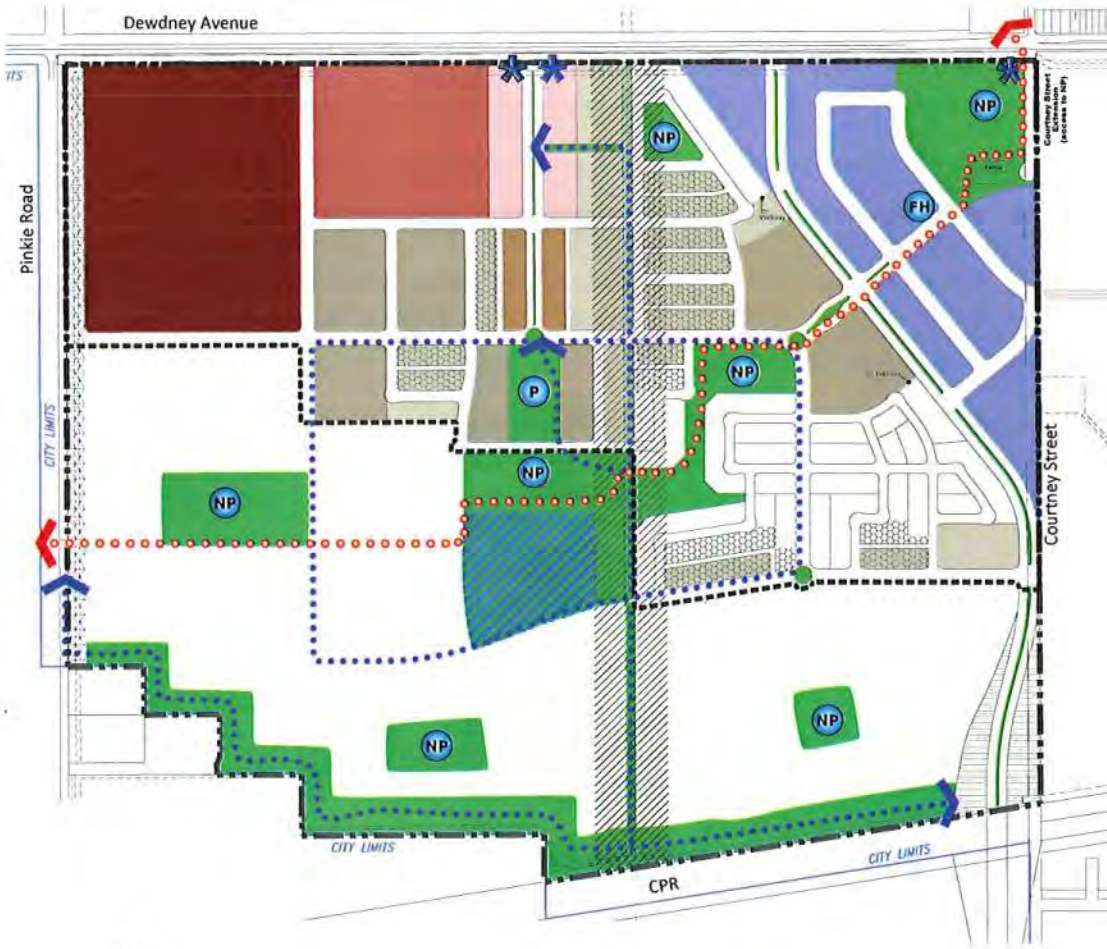 Dewdney Avenue
ITS
NP
Courtney Street
Extension
(access to NP)
NP
FH
Pinkie Road
NP
P
CITY LIMITS
NP
NP
Courtney Street
NP
NP
CITY LIMITS
CITY LIMITS
CPR